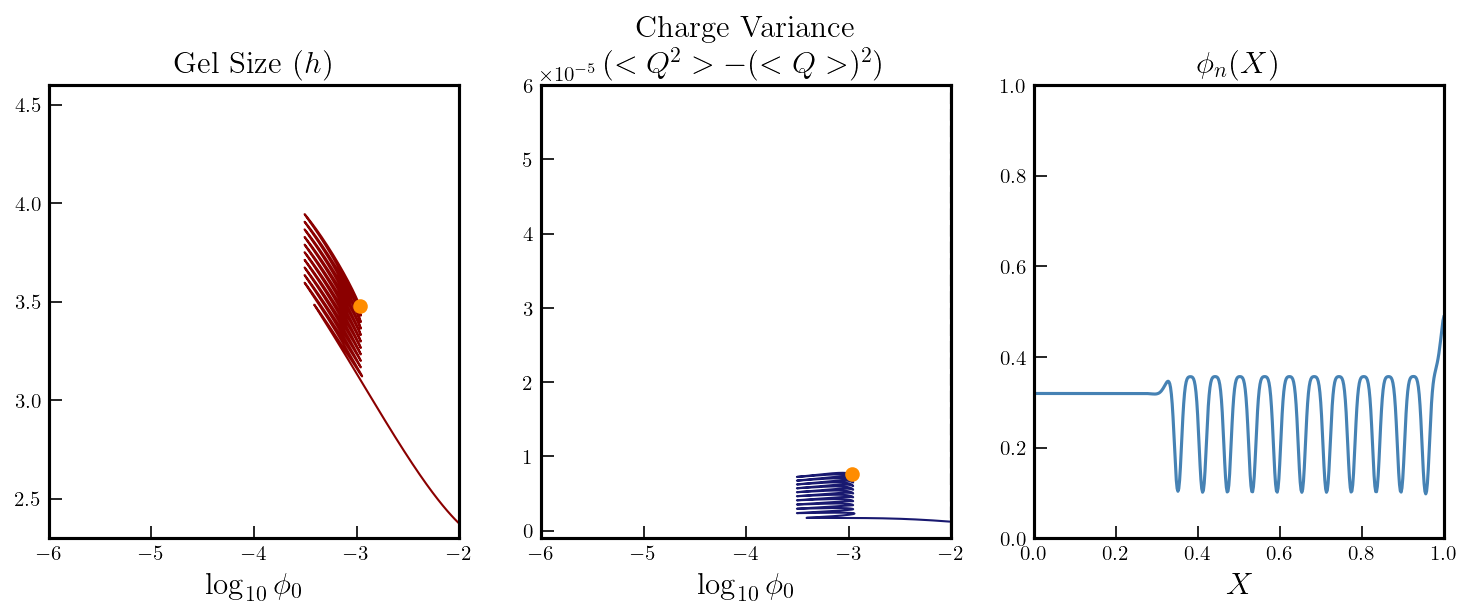 Gel Size (h)
4.5
4.0
3.5
3.0
2.5
−6 −5 −4 −3 −2
log₁₀ ϕ₀
Charge Variance
(< Q² > −(< Q >)²)
×10⁻⁵
6
5
4
3
2
1
0
−6 −5 −4 −3 −2
log₁₀ ϕ₀
ϕₙ(X)
1.0
0.8
0.6
0.4
0.2
0.0
0.0 0.2 0.4 0.6 0.8 1.0
X